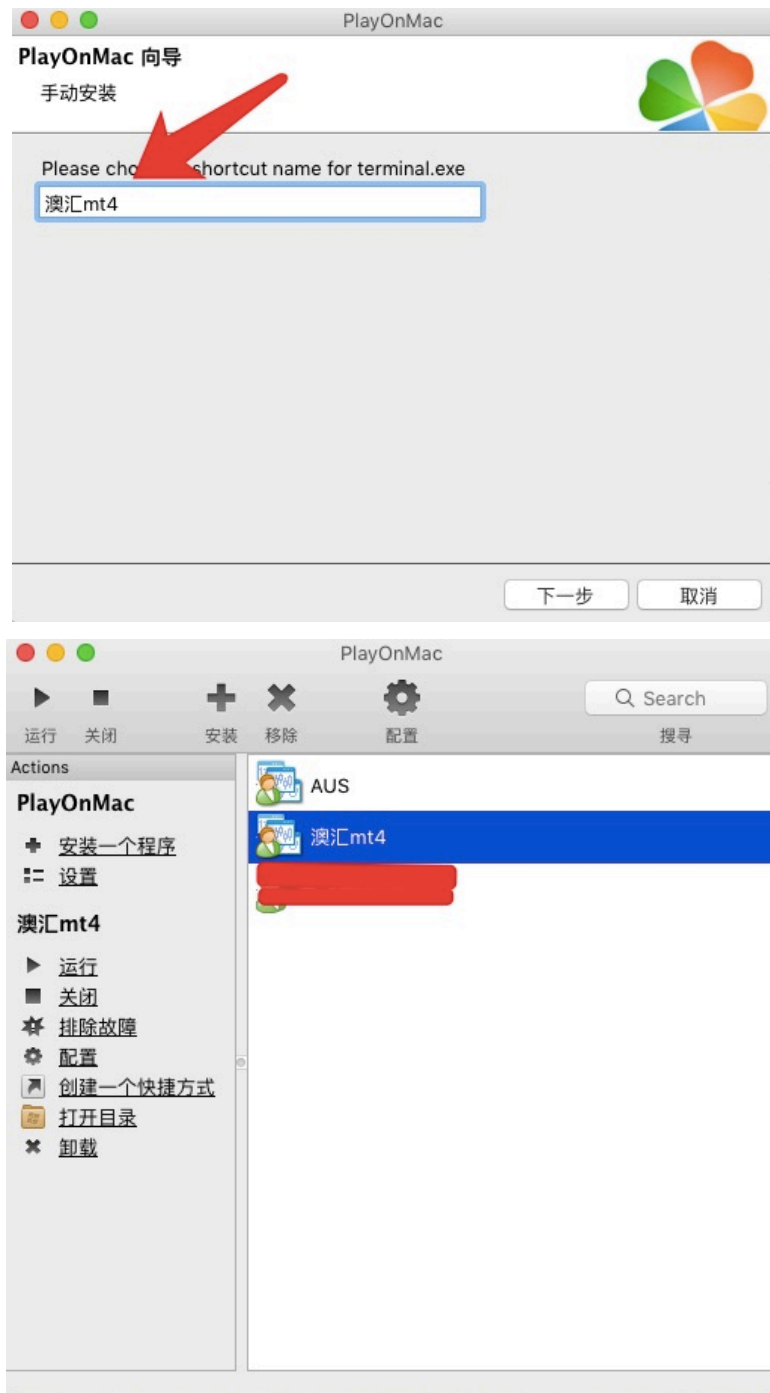 PlayOnMac
PlayOnMac 向导
手动安装
Please shortcut name for terminal.exe
澳汇mt4
下一步 取消
PlayOnMac
Search
运行 关闭 安装 移除 配置 搜寻
Actions
PlayOnMac
安装一个程序
设置
澳汇mt4
运行
关闭
排除故障
配置
创建一个快捷方式
打开目录
卸载
AUS
澳汇mt4